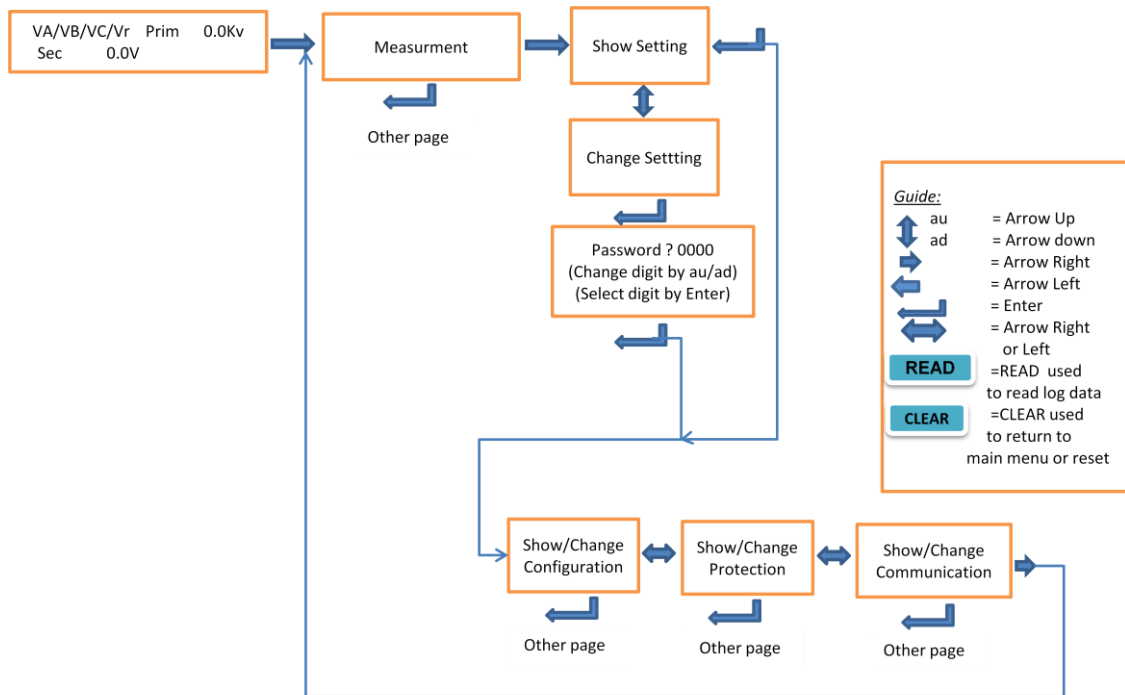 VA/VB/VC/Vr Prim 0.0Kv
Sec 0.0V
Measurment
Other page
Show Setting
Change Settting
Password ? 0000
(Change digit by au/ad)
(Select digit by Enter)
Guide:
au = Arrow Up
ad = Arrow down
= Arrow Right
= Arrow Left
= Enter
= Arrow Right
or Left
READ =READ used
to read log data
CLEAR =CLEAR used
to return to
main menu or reset
Show/Change
Configuration
Other page
Show/Change
Protection
Other page
Show/Change
Communication
Other page